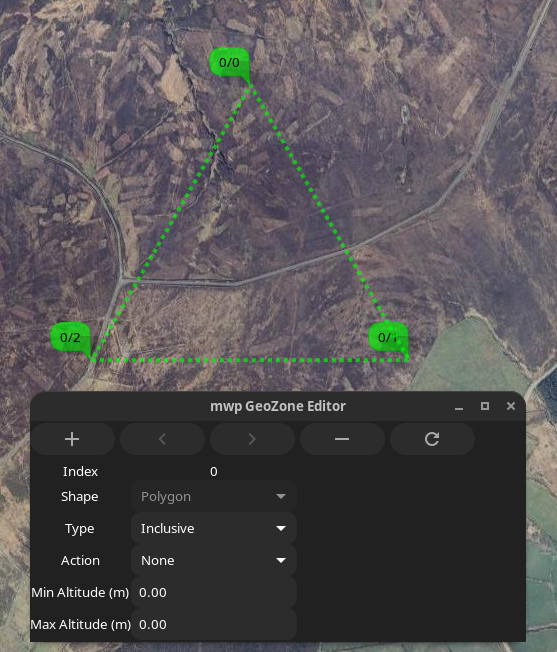 0/0
0/2
0/1
mwp GeoZone Editor
Index 0
Shape Polygon
Type Inclusive
Action None
Min Altitude (m) 0.00
Max Altitude (m) 0.00